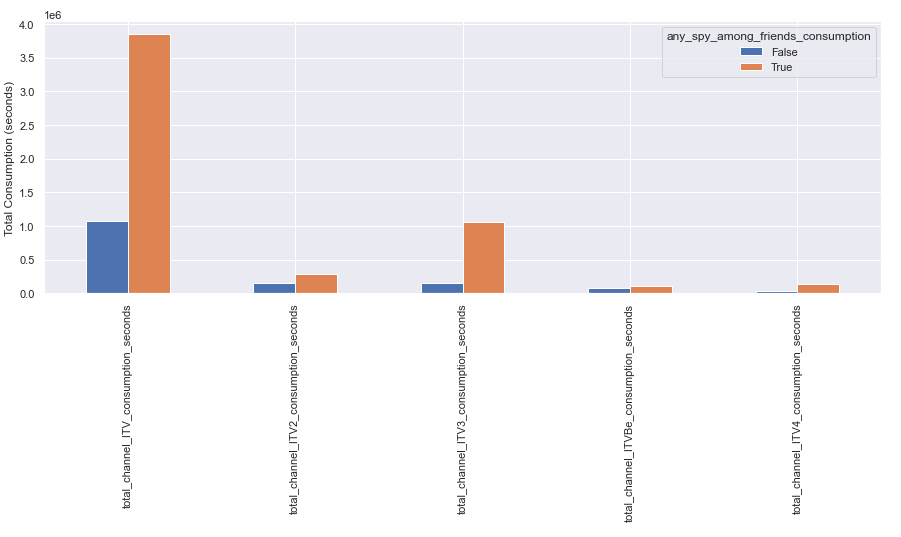 1e6
4.0
3.5
3.0
2.5
2.0
1.5
1.0
0.5
0.0
Total Consumption (seconds)
any_spy_among_friends_consumption
False
True
total_channel_ITV_consumption_seconds
total_channel_ITV2_consumption_seconds
total_channel_ITV3_consumption_seconds
total_channel_ITVBe_consumption_seconds
total_channel_ITV4_consumption_seconds